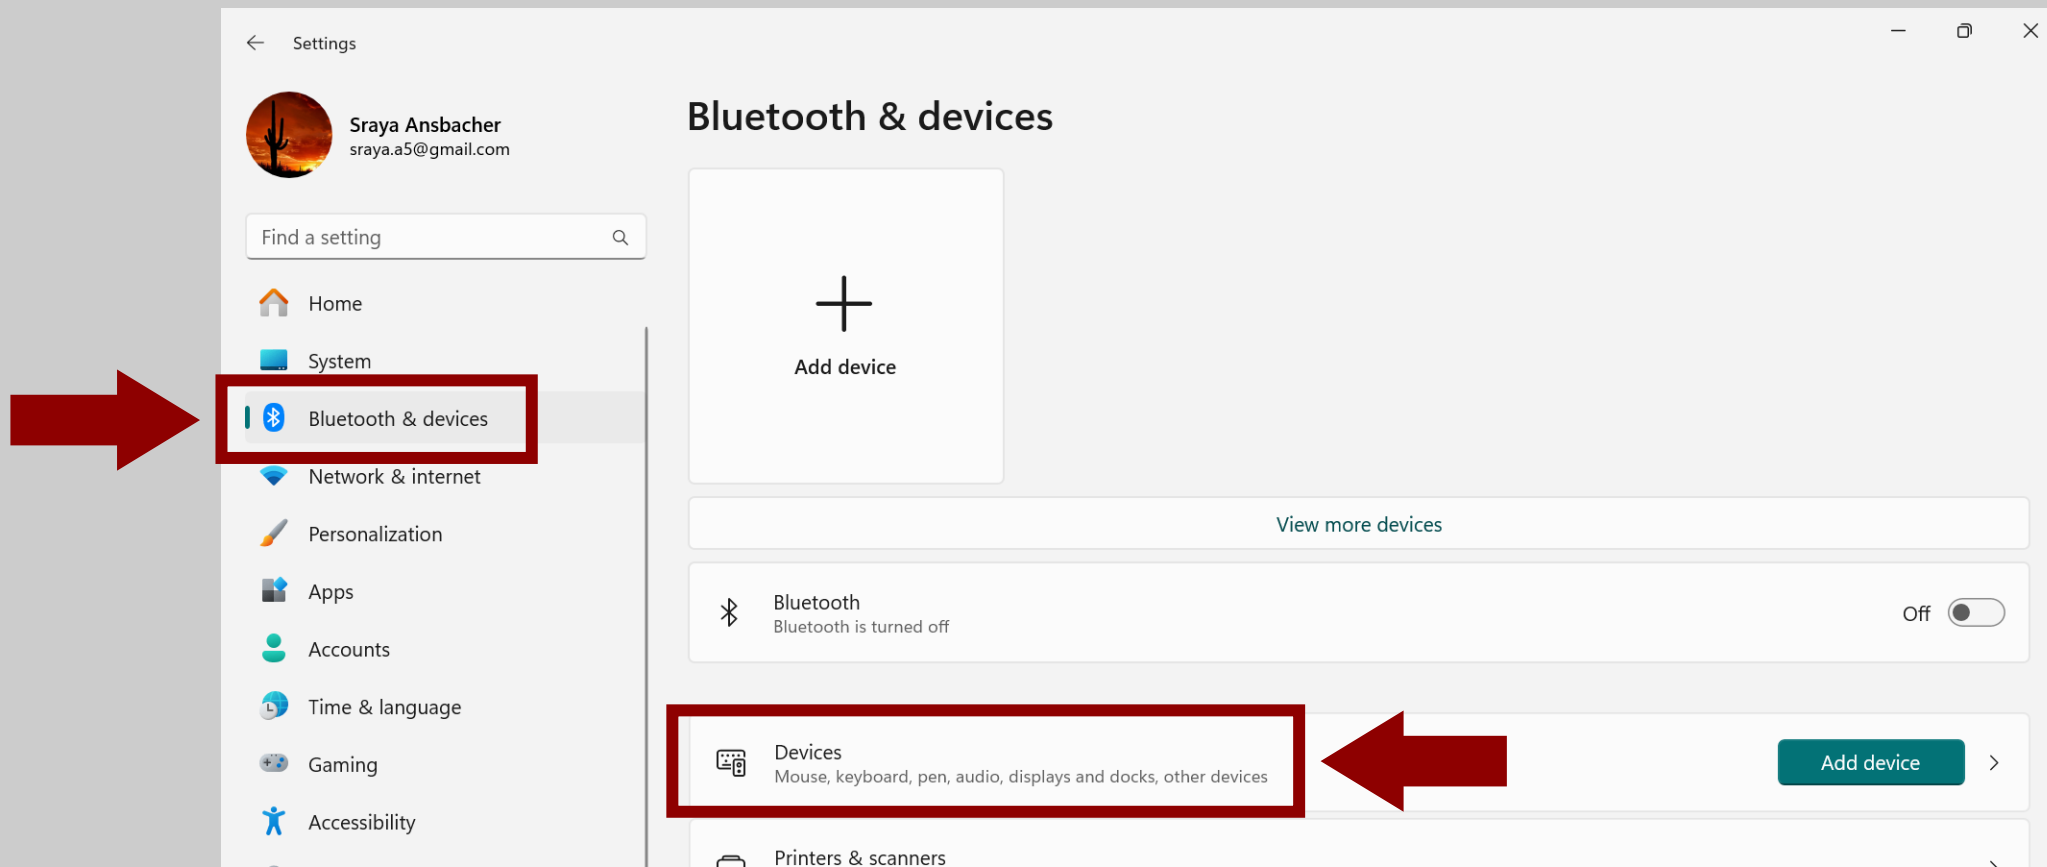 Settings
Sraya Ansbacher
sraya.a5@gmail.com
Find a setting
Home
System
Bluetooth & devices
Network & internet
Personalization
Apps
Accounts
Time & language
Gaming
Accessibility
Bluetooth & devices
Add device
View more devices
Bluetooth
Bluetooth is turned off
Off
Devices
Mouse, keyboard, pen, audio, displays and docks, other devices
Add device
Printers & scanners